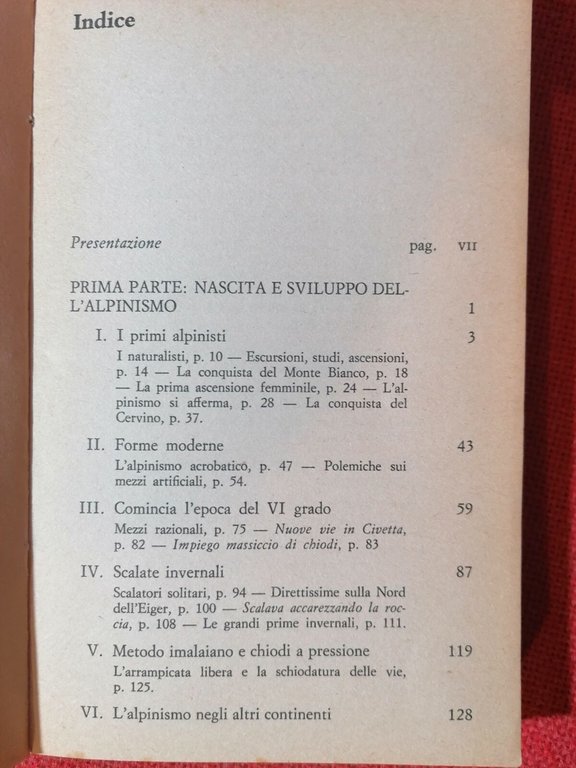 Indice
Presentazione pag. VII
PRIMA PARTE: NASCITA E SVILUPPO DEL-
L'ALPINISMO 1
I. I primi alpinisti 3
I naturalisti, p. 10 — Escursioni, studi, ascensioni,
p. 14 — La conquista del Monte Bianco, p. 18
— La prima ascensione femminile, p. 24 — L'al-
pinismo si afferma, p. 28 — La conquista del
Cervino, p. 37.
II. Forme moderne 43
L'alpinismo acrobatico, p. 47 — Polemiche sui
mezzi artificiali, p. 54.
III. Comincia l'epoca del VI grado 59
Mezzi razionali, p. 75 — Nuove vie in Civetta,
p. 82 — Impiego massiccio di chiodi, p. 83
IV. Scalate invernali 87
Scalatori solitari, p. 94 — Direttissime sulla Nord
dell'Eiger, p. 100 — Scalava accarezzando la roc-
cia, p. 108 — Le grandi prime invernali, p. 111.
V. Metodo imalaiano e chiodi a pressione 119
L'arrampicata libera e la schiodatura delle vie,
p. 125.
VI. L'alpinismo negli altri continenti 128